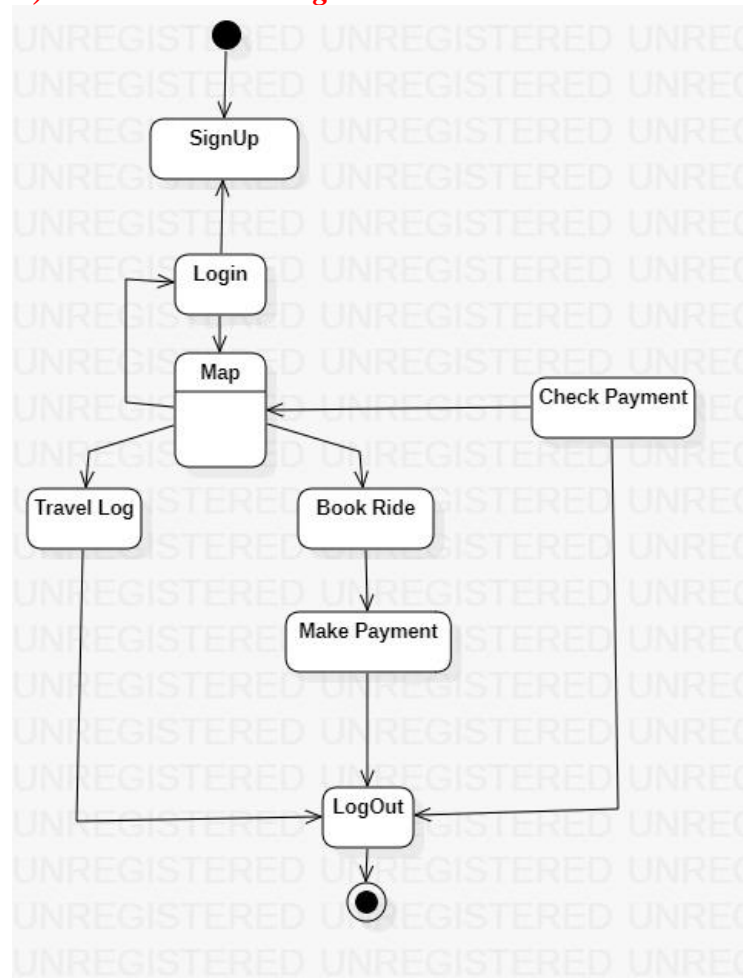 SignUp
Login
Map
Check Payment
Travel Log
Book Ride
Make Payment
LogOut